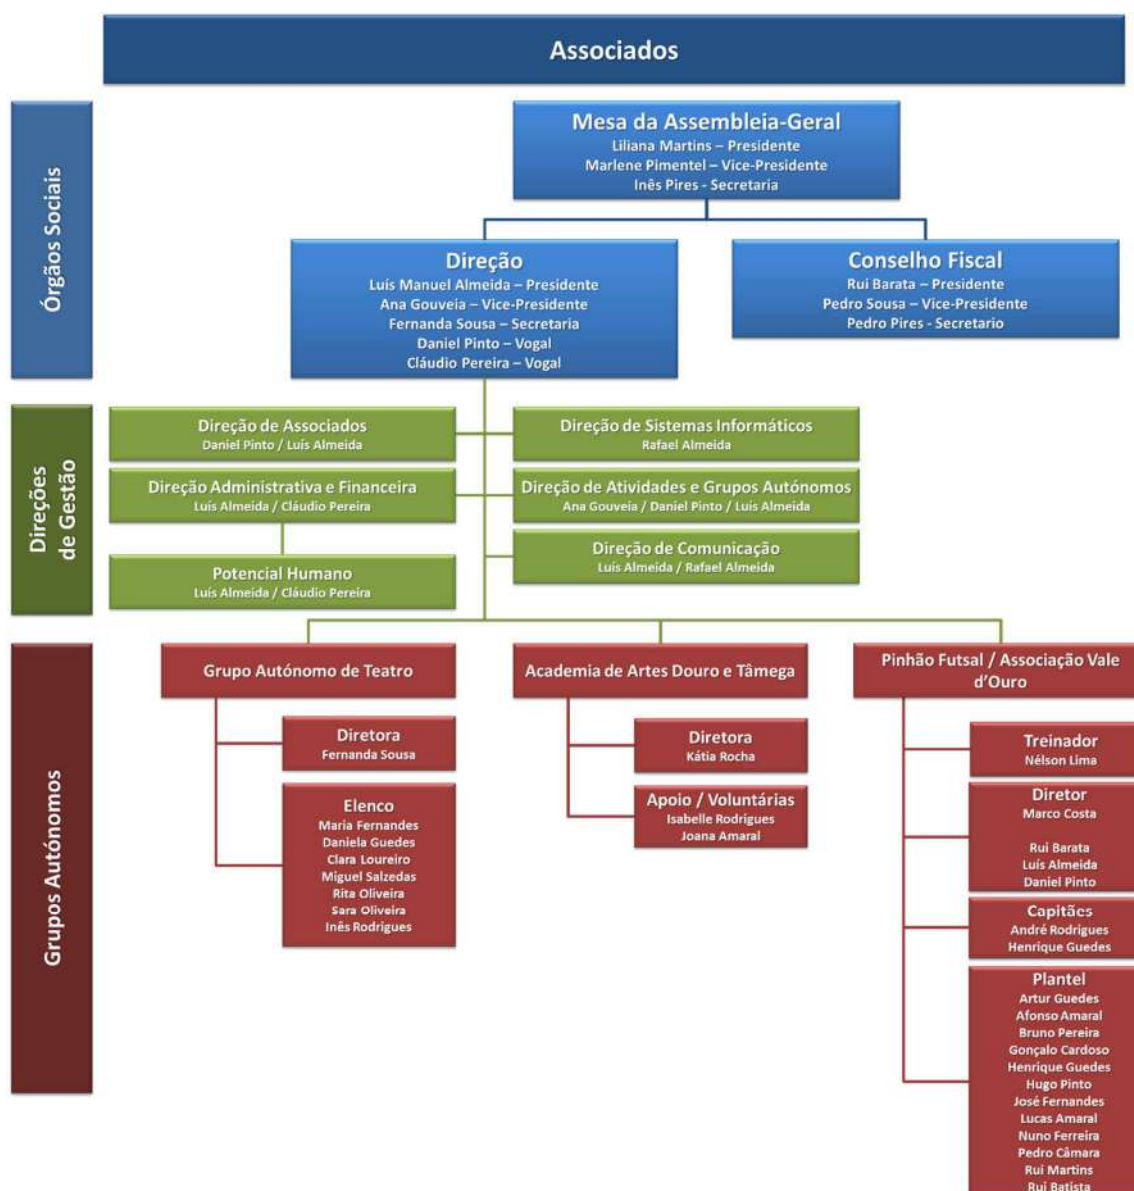 Associados
Órgãos Sociais
Mesa da Assembleia-Geral
Liliana Martins – Presidente
Marlene Pimentel – Vice-Presidente
Inês Pires - Secretaria
Direção
Luís Manuel Almeida – Presidente
Ana Gouveia – Vice-Presidente
Fernanda Sousa – Secretaria
Daniel Pinto – Vogal
Cláudio Pereira – Vogal
Conselho Fiscal
Rui Barata – Presidente
Pedro Sousa – Vice-Presidente
Pedro Pires - Secretario
Direções
de Gestão
Direção de Associados
Daniel Pinto / Luís Almeida
Direção de Sistemas Informáticos
Rafael Almeida
Direção Administrativa e Financeira
Luís Almeida / Cláudio Pereira
Direção de Atividades e Grupos Autónomos
Ana Gouveia / Daniel Pinto / Luís Almeida
Potencial Humano
Luís Almeida / Cláudio Pereira
Direção de Comunicação
Luís Almeida / Rafael Almeida
Grupos Autónomos
Grupo Autónomo de Teatro
Diretora
Fernanda Sousa
Elenco
Maria Fernandes
Daniela Guedes
Clara Loureiro
Miguel Salzedas
Rita Oliveira
Sara Oliveira
Inês Rodrigues
Academia de Artes Douro e Tâmega
Diretora
Kátia Rocha
Apoio / Voluntárias
Isabelle Rodrigues
Joana Amaral
Pinhão Futsal / Associação Vale
d’Ouro
Treinador
Nélson Lima
Diretor
Marco Costa
Rui Barata
Luís Almeida
Daniel Pinto
Capitães
André Rodrigues
Henrique Guedes
Plantel
Artur Guedes
Afonso Amaral
Bruno Pereira
Gonçalo Cardoso
Henrique Guedes
Hugo Pinto
José Fernandes
Lucas Amaral
Nuno Ferreira
Pedro Câmara
Rui Martins
Rui Batista